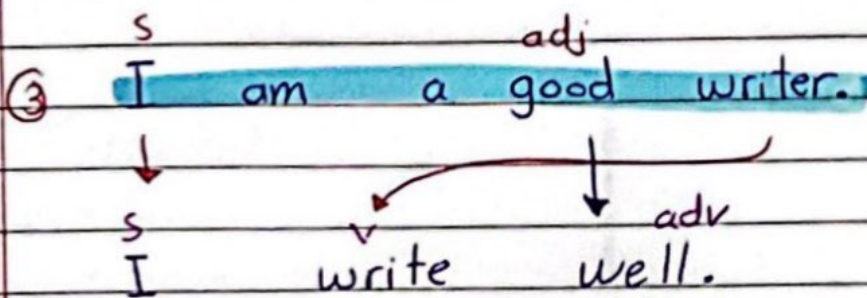 S adj
③ I am a good writer.
S v adv
I write well.